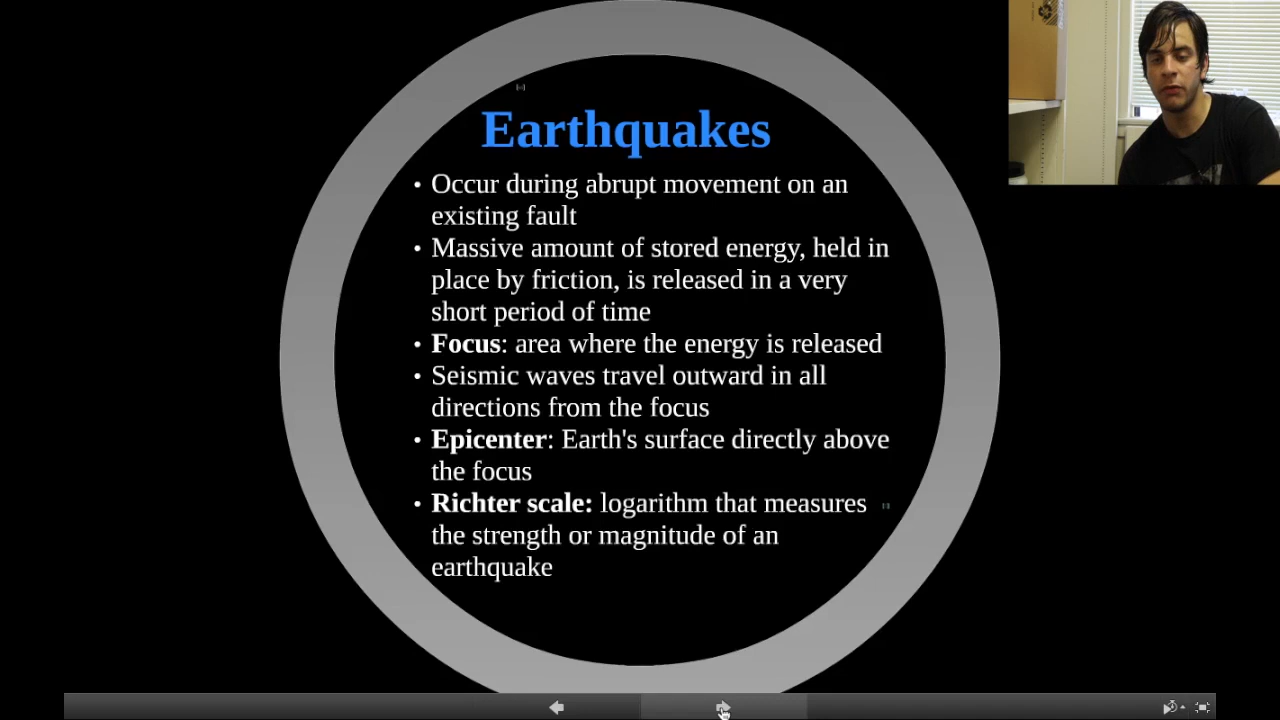 Earthquakes
• Occur during abrupt movement on an
existing fault
• Massive amount of stored energy, held in
place by friction, is released in a very
short period of time
• Focus: area where the energy is released
• Seismic waves travel outward in all
directions from the focus
• Epicenter: Earth's surface directly above
the focus
• Richter scale: logarithm that measures
the strength or magnitude of an
earthquake